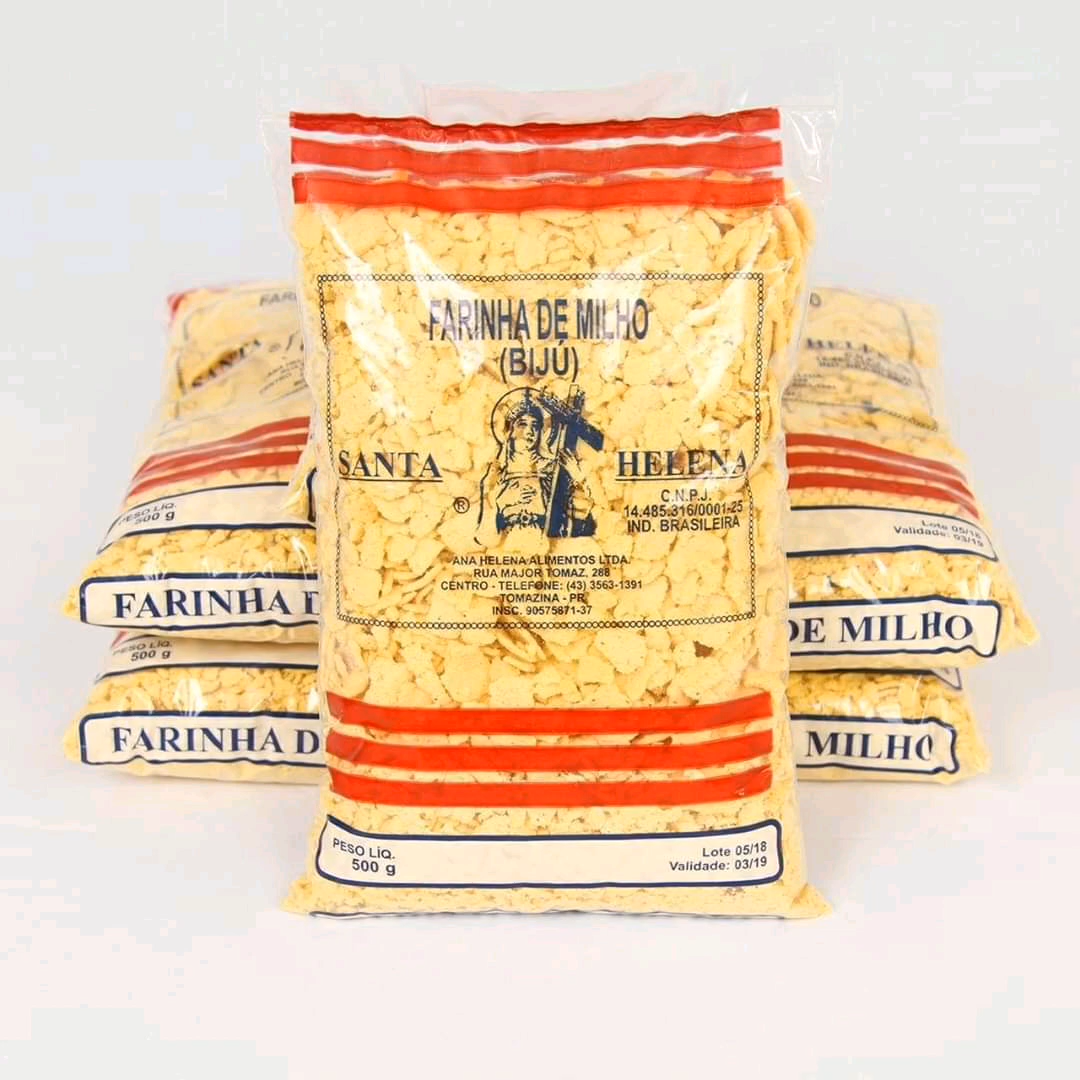 FARINHA DE MILHO
(BIJÚ)
SANTA
HELENA
®
C.N.P.J.
14.485.316/0001-25
IND. BRASILEIRA
ANA HELENA ALIMENTOS LTDA.
RUA MAJOR TOMAZ, 288
CENTRO - TELEFONE: (43) 3563-1391
TOMAZINA - PR
INSC. 90575871-37
PESO LÍQ.
500 g
Lote 05/18
Validade: 03/19
SANTA
PESO LÍQ.
500 g
FARINHA D
PESO LÍQ.
500 g
FARINHA D
HELEN
Lote 05/18
Validade: 03/19
DE MILHO
MILHO